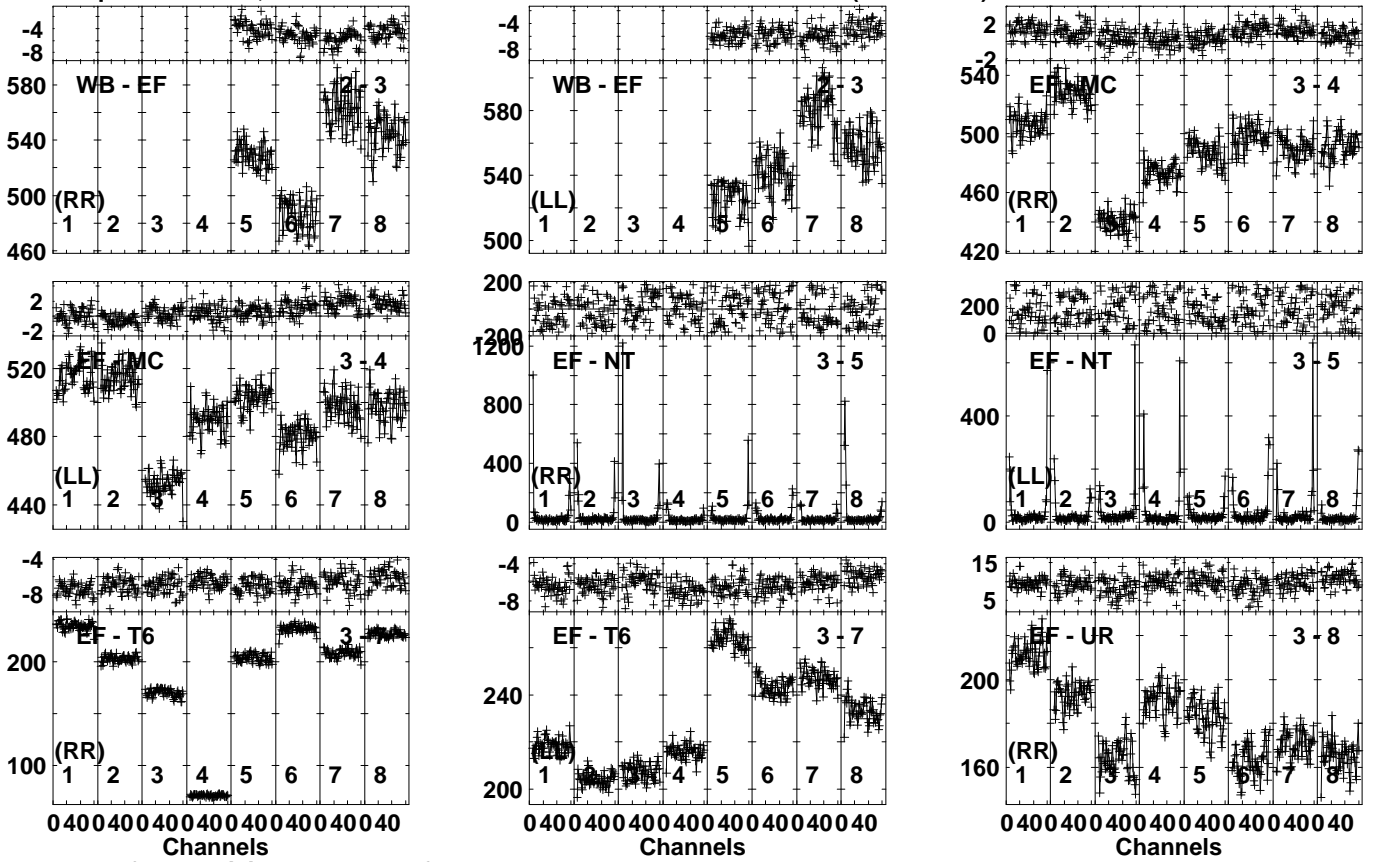 -4 -4 2
-8 -8 -2
580 WB - EF 2 - 3 WB - EF 2 - 3 540 EF - MC 3 - 4
580
540 500
500 540 460
(RR) (LL) (RR)
1 2 3 4 5 6 7 8 1 2 3 4 5 6 7 8 1 2 3 4 5 6 7 8
460 500 420
2 200 200
-2 -200 0
1200
520 EF - MC 3 - 4 EF - NT 3 - 5 EF - NT 3 - 5
800 400
480 400
(LL) (RR) (LL)
1 2 3 4 5 6 7 8 1 2 3 4 5 6 7 8 1 2 3 4 5 6 7 8
440 0 0
-4 -4 15
-8 -8 5
EF - T6 3 - 7 EF - T6 3 - 7 EF - UR 3 - 8
200 240 200
(RR) (LL) (RR)
100 1 2 3 4 5 6 7 8 1 2 3 4 5 6 7 8 160 1 2 3 4 5 6 7 8
200
0 40 0 40 0 40 0 40 0 40 0 40 0 40 0 40 0 40 0 40 0 40 0 40 0 40 0 40 0 40 0 40 0 40 0 40 0 40 0 40 0 40 0 40 0 40 0 40
Channels Channels Channels